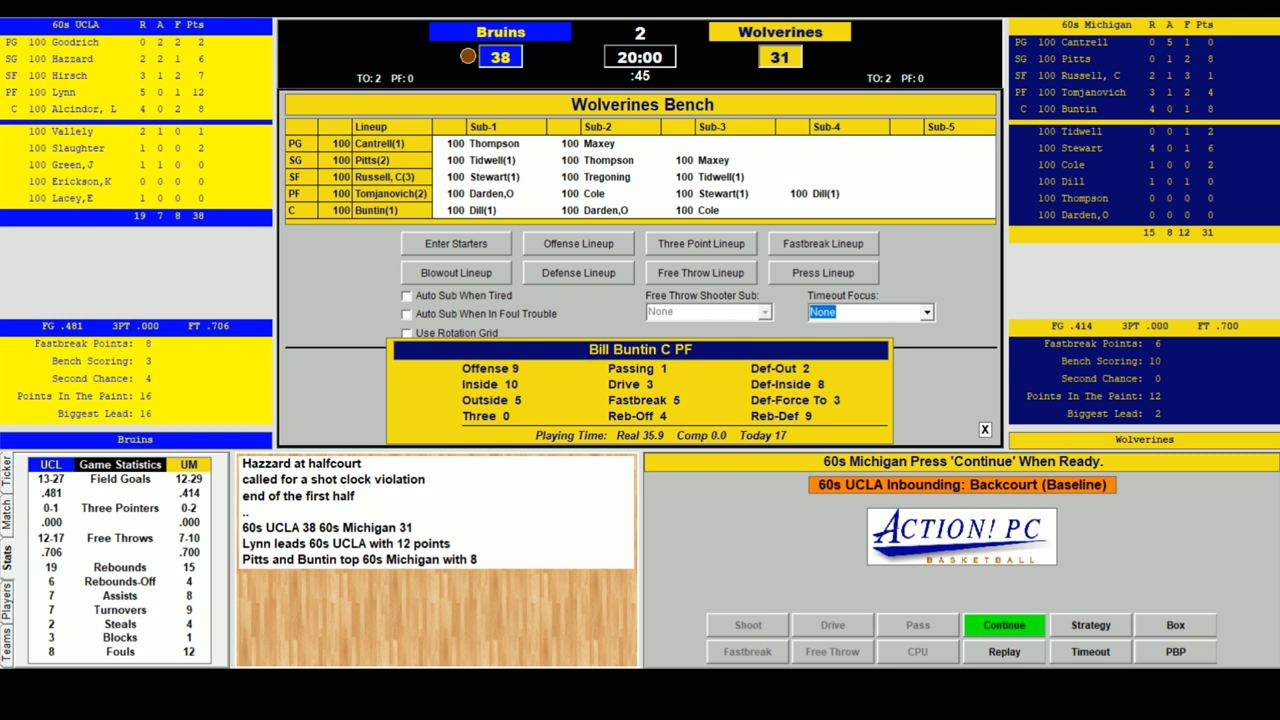 60s UCLA R A F Pts
PG 100 Goodrich 0 2 2 2
SG 100 Hazzard 2 2 1 6
SF 100 Hirsch 3 1 2 7
PF 100 Lynn 5 0 1 12
C 100 Alcindor, L 4 0 2 8
100 Vallely 2 1 0 1
100 Slaughter 1 0 0 2
100 Green,J 1 1 0 0
100 Erickson,K 0 0 0 0
100 Lacey,E 1 0 0 0
19 7 8 38
FG .481 3PT .000 FT .706
Fastbreak Points: 8
Bench Scoring: 3
Second Chance: 4
Points In The Paint: 16
Biggest Lead: 16
Bruins
Bruins 2 Wolverines
38 20:00 31
:45
TO: 2 PF: 0 TO: 2 PF: 0
Wolverines Bench
Lineup Sub-1 Sub-2 Sub-3 Sub-4 Sub-5
PG 100 Cantrell(1) 100 Thompson 100 Maxey
SG 100 Pitts(2) 100 Tidwell(1) 100 Thompson 100 Maxey
SF 100 Russell, C(3) 100 Stewart(1) 100 Tregoning 100 Tidwell(1)
PF 100 Tomjanovich(2) 100 Darden,O 100 Cole 100 Stewart(1) 100 Dill(1)
C 100 Buntin(1) 100 Dill(1) 100 Darden,O 100 Cole
Enter Starters Offense Lineup Three Point Lineup Fastbreak Lineup
Blowout Lineup Defense Lineup Free Throw Lineup Press Lineup
Auto Sub When Tired Free Throw Shooter Sub: Timeout Focus:
Auto Sub When In Foul Trouble None None
Use Rotation Grid
Bill Buntin C PF
Offense 9 Passing 1 Def-Out 2
Inside 10 Drive 3 Def-Inside 8
Outside 5 Fastbreak 5 Def-Force To 3
Three 0 Reb-Off 4 Reb-Def 9
Playing Time: Real 35.9 Comp 0.0 Today 17
X
60s Michigan R A F Pts
PG 100 Cantrell 0 5 1 0
SG 100 Pitts 1 2 2 8
SF 100 Russell, C 2 1 3 1
PF 100 Tomjanovich 3 1 2 4
C 100 Buntin 4 0 1 8
100 Tidwell 0 0 1 2
100 Stewart 4 0 1 6
100 Cole 1 0 0 2
100 Dill 1 0 1 0
100 Thompson 0 0 0 0
100 Darden,O 0 0 0 0
15 8 12 31
FG .414 3PT .000 FT .700
Fastbreak Points: 6
Bench Scoring: 10
Second Chance: 0
Points In The Paint: 12
Biggest Lead: 2
Wolverines
Ticker
Match
Stats
Players
Teams
UCL Game Statistics UM
13-27 Field Goals 12-29
.481 .414
0-1 Three Pointers 0-2
.000 .000
12-17 Free Throws 7-10
.706 .700
19 Rebounds 15
6 Rebounds-Off 4
7 Assists 8
7 Turnovers 9
2 Steals 4
3 Blocks 1
8 Fouls 12
Hazzard at halfcourt
called for a shot clock violation
end of the first half
..
60s UCLA 38 60s Michigan 31
Lynn leads 60s UCLA with 12 points
Pitts and Buntin top 60s Michigan with 8
60s Michigan Press 'Continue' When Ready.
60s UCLA Inbounding: Backcourt (Baseline)
ACTION! PC
BASKETBALL
Shoot Drive Pass Continue Strategy Box
Fastbreak Free Throw CPU Replay Timeout PBP